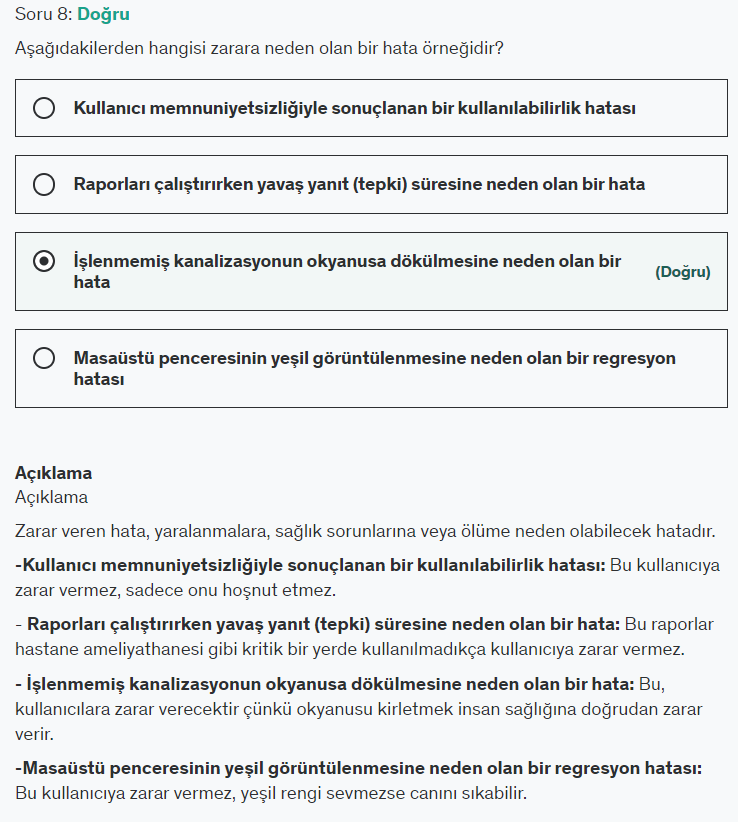 Soru 8: Doğru
Aşağıdakilerden hangisi zarara neden olan bir hata örneğidir?
Kullanıcı memnuniyetsizliğiyle sonuçlanan bir kullanılabilirlik hatası
Raporları çalıştırırken yavaş yanıt (tepki) süresine neden olan bir hata
İşlenmemiş kanalizasyonun okyanusa dökülmesine neden olan bir
hata
(Doğru)
Masaüstü penceresinin yeşil görüntülenmesine neden olan bir regresyon
hatası
Açıklama
Açıklama
Zarar veren hata, yaralanmalara, sağlık sorunlarına veya ölüme neden olabilecek hatadır.
-Kullanıcı memnuniyetsizliğiyle sonuçlanan bir kullanılabilirlik hatası: Bu kullanıcıya
zarar vermez, sadece onu hoşnut etmez.
- Raporları çalıştırırken yavaş yanıt (tepki) süresine neden olan bir hata: Bu raporlar
hastane ameliyathanesi gibi kritik bir yerde kullanılmadıkça kullanıcıya zarar vermez.
- İşlenmemiş kanalizasyonun okyanusa dökülmesine neden olan bir hata: Bu,
kullanıcılara zarar verecektir çünkü okyanusu kirletmek insan sağlığına doğrudan zarar
verir.
-Masaüstü penceresinin yeşil görüntülenmesine neden olan bir regresyon hatası:
Bu kullanıcıya zarar vermez, yeşil rengi sevmezse canını sıkabilir.